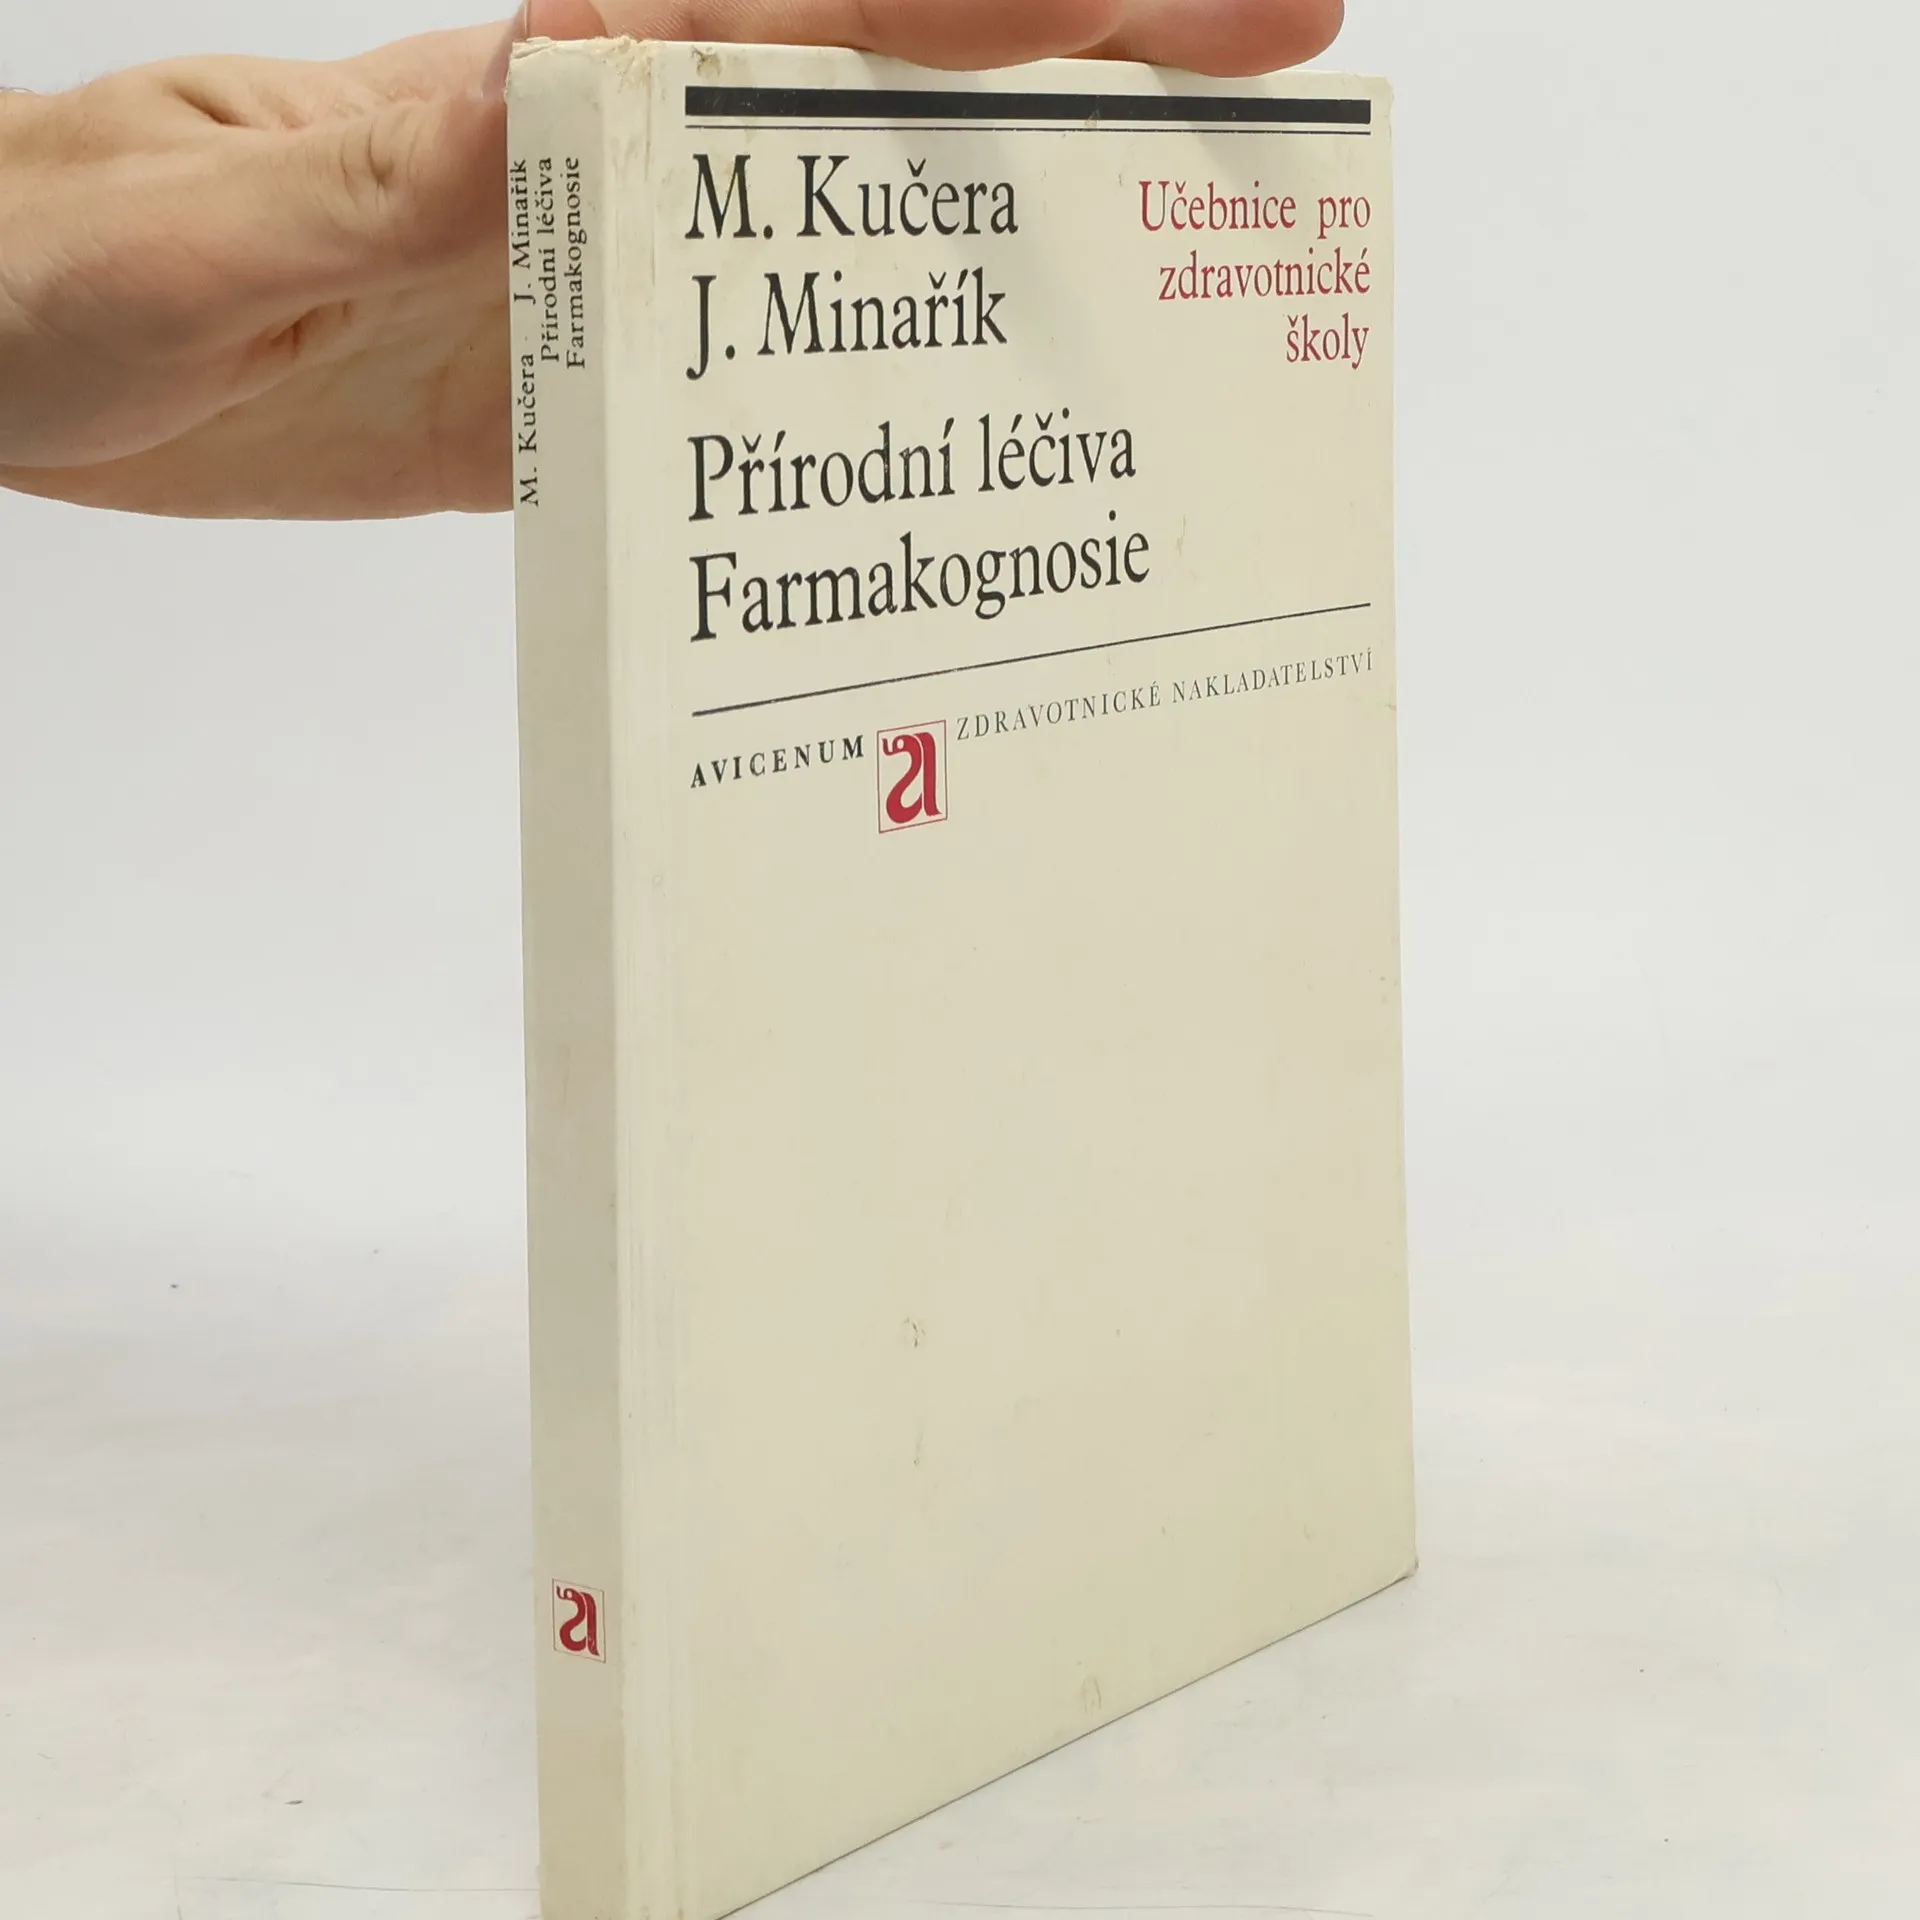 M. Kučera · J. Minařík
Přírodní léčiva
Farmakognosie
M. Kučera
J. Minařík
Učebnice pro
zdravotnické
školy
Přírodní léčiva
Farmakognosie
AVICENUM a ZDRAVOTNICKÉ NAKLADATELSTVÍ
a